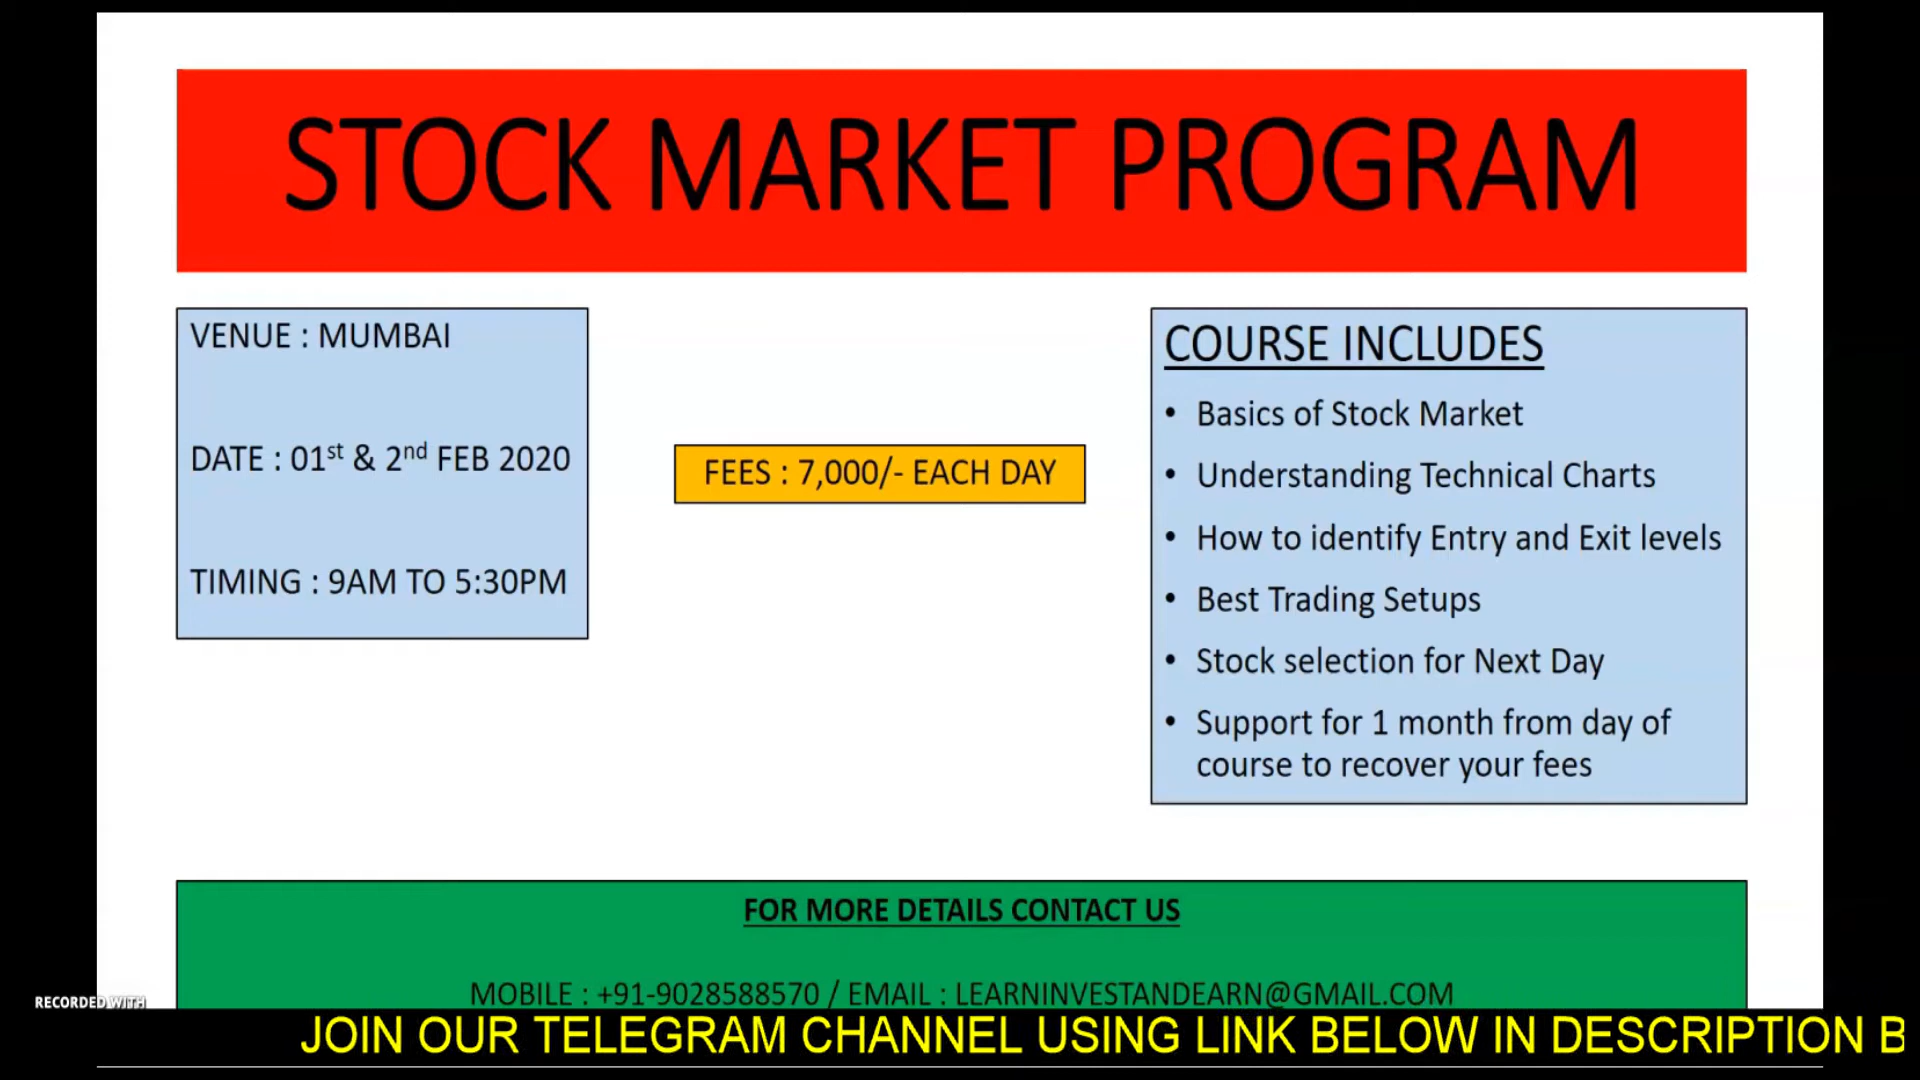 STOCK MARKET PROGRAM
VENUE : MUMBAI
DATE : 01st & 2nd FEB 2020
TIMING : 9AM TO 5:30PM
FEES : 7,000/- EACH DAY
COURSE INCLUDES
• Basics of Stock Market
• Understanding Technical Charts
• How to identify Entry and Exit levels
• Best Trading Setups
• Stock selection for Next Day
• Support for 1 month from day of
course to recover your fees
FOR MORE DETAILS CONTACT US
MOBILE : +91-9028588570 / EMAIL : LEARNINVESTANDEARN@GMAIL.COM
RECORDED WITH
JOIN OUR TELEGRAM CHANNEL USING LINK BELOW IN DESCRIPTION B